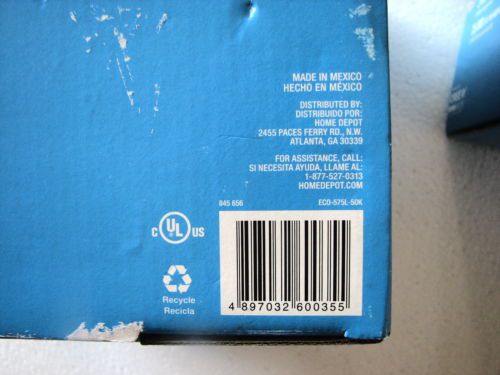 MADE IN MEXICO
HECHO EN MÉXICO
DISTRIBUTED BY:
DISTRIBUIDO POR:
HOME DEPOT
2455 PACES FERRY RD., N.W.
ATLANTA, GA 30339
FOR ASSISTANCE, CALL:
SI NECESITA AYUDA, LLAME AL:
1-877-527-0313
HOMEDEPOT.COM
845 656 ECO-575L-50K
C UL US
Recycle
Recicla
4 897032 600355